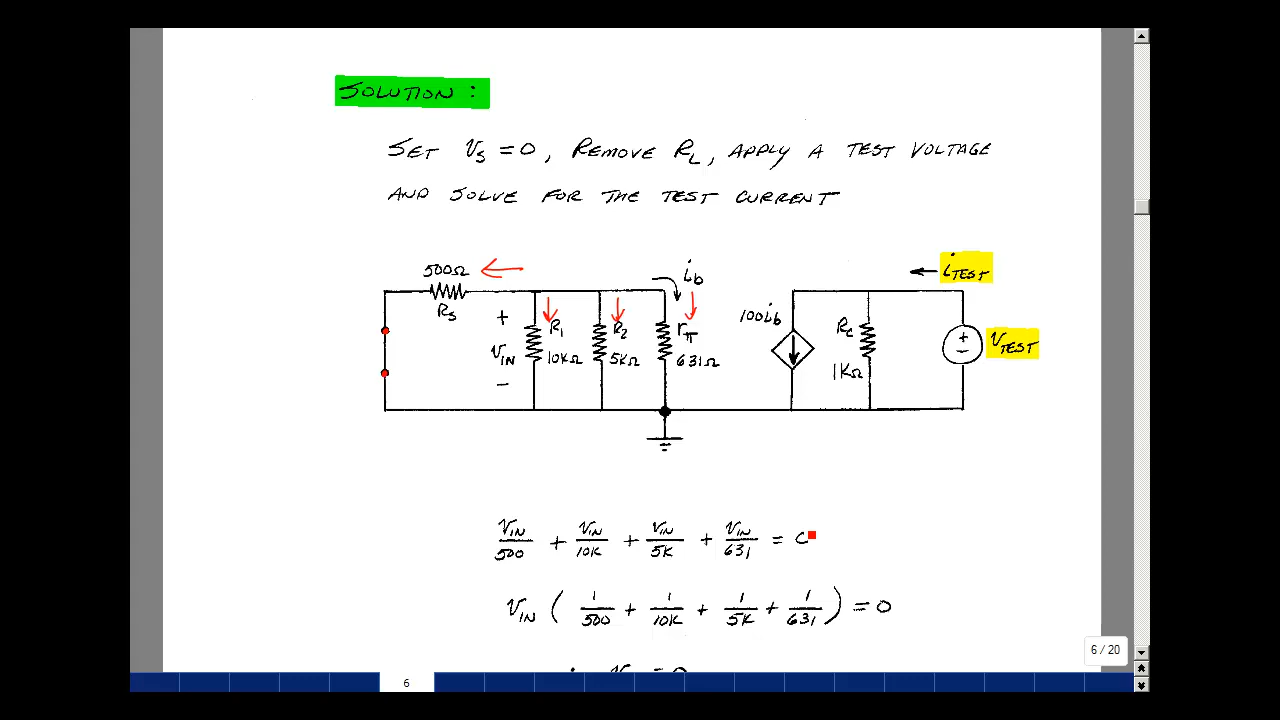 SOLUTION :
SET VS = 0, REMOVE RL, APPLY A TEST VOLTAGE
AND SOLVE FOR THE TEST CURRENT
500Ω
RS
+
VIN
−
R1
10KΩ
R2
5KΩ
ib
rπ
631Ω
100ib
RC
1KΩ
iTEST
+
−
VTEST
VIN/500 + VIN/10K + VIN/5K + VIN/631 =
VIN ( 1/500 + 1/10K + 1/5K + 1/631 ) = 0
6 / 20
6